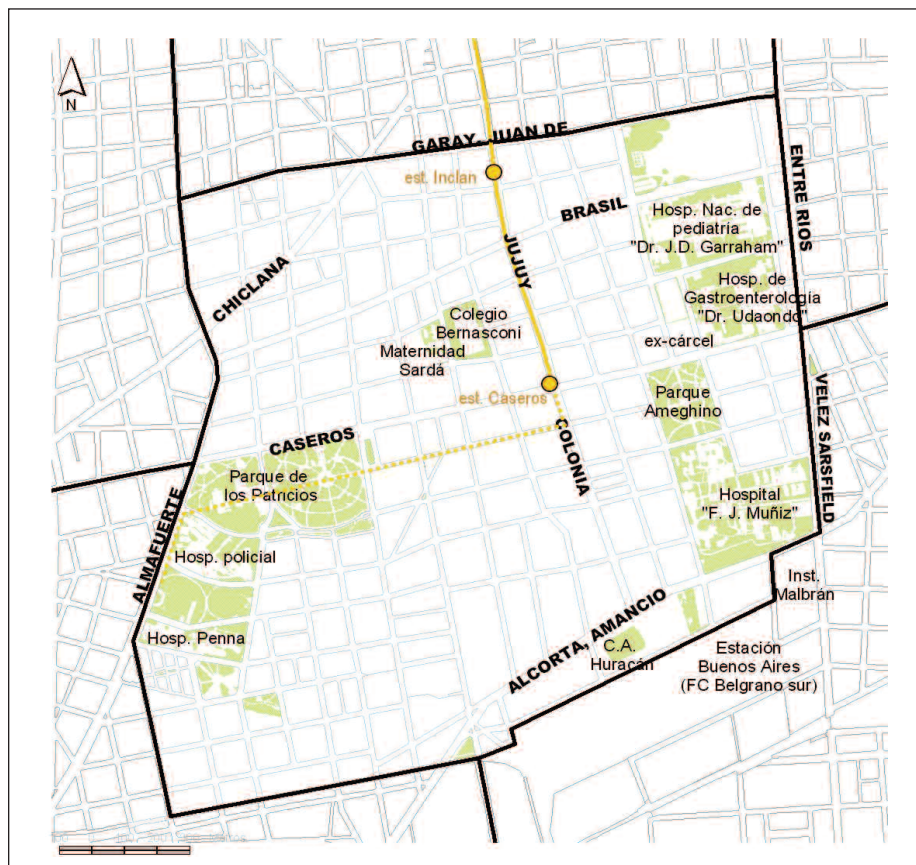 N
GARAY, JUAN DE
est. Inclan
ENTRE RIOS
BRASIL
Hosp. Nac. de
pediatría
"Dr. J.D. Garraham"
JUJUY
CHICLANA
Hosp. de
Gastroenterología
"Dr. Udaondo"
Colegio
Bernasconi
Maternidad
Sardá
ex-cárcel
est. Caseros
Parque
Ameghino
VELEZ SARSFIELD
CASEROS
COLONIA
Parque de
los Patricios
Hospital
"F. J. Muñiz"
ALMAFUERTE
Hosp. policial
Inst.
Malbrán
Hosp. Penna
ALCORTA, AMANCIO
C.A.
Huracán
Estación
Buenos Aires
(FC Belgrano sur)